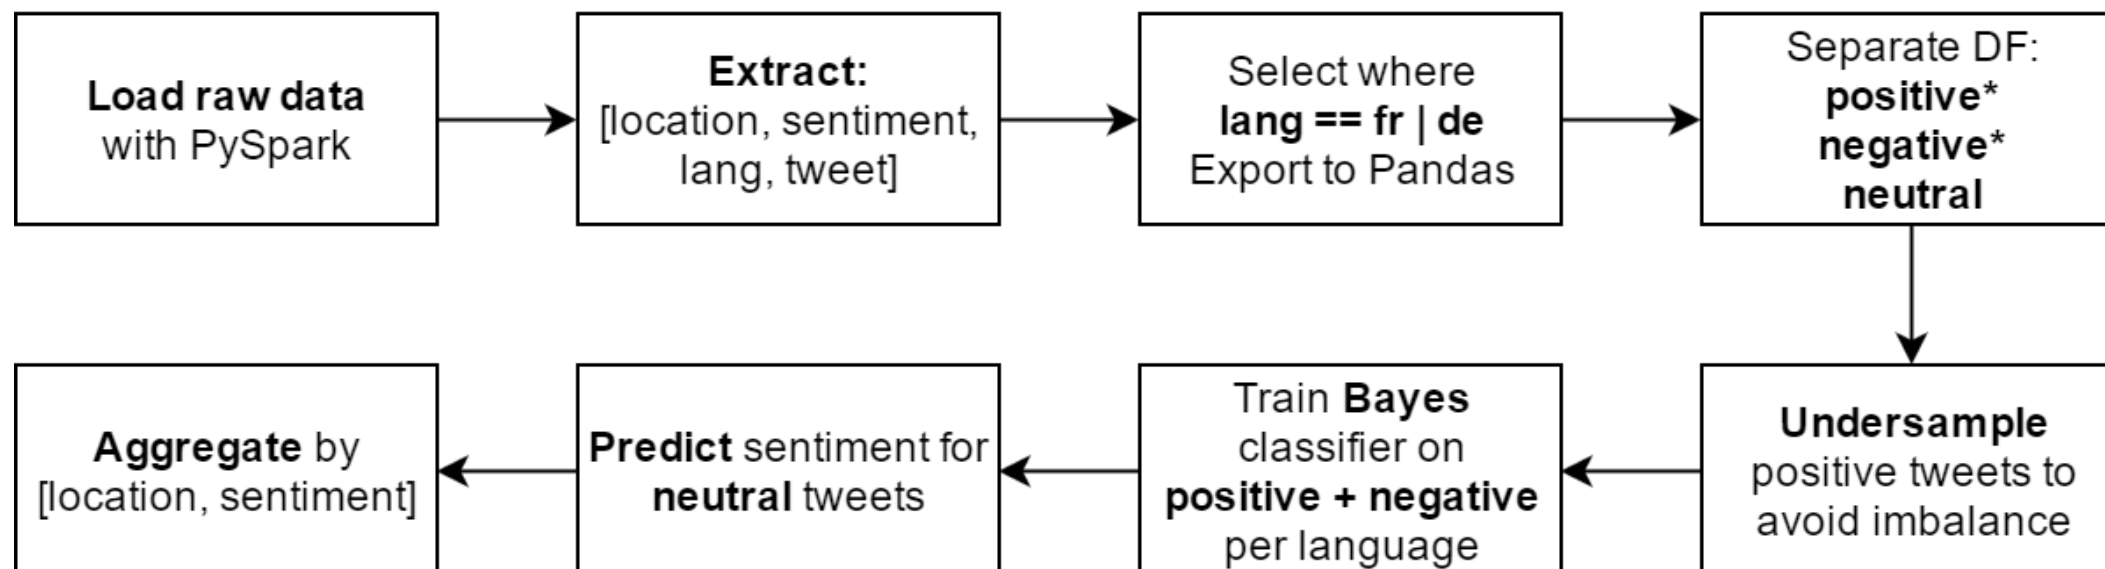 Load raw data
with PySpark
Extract:
[location, sentiment,
lang, tweet]
Select where
lang == fr | de
Export to Pandas
Separate DF:
positive*
negative*
neutral
Aggregate by
[location, sentiment]
Predict sentiment for
neutral tweets
Train Bayes
classifier on
positive + negative
per language
Undersample
positive tweets to
avoid imbalance